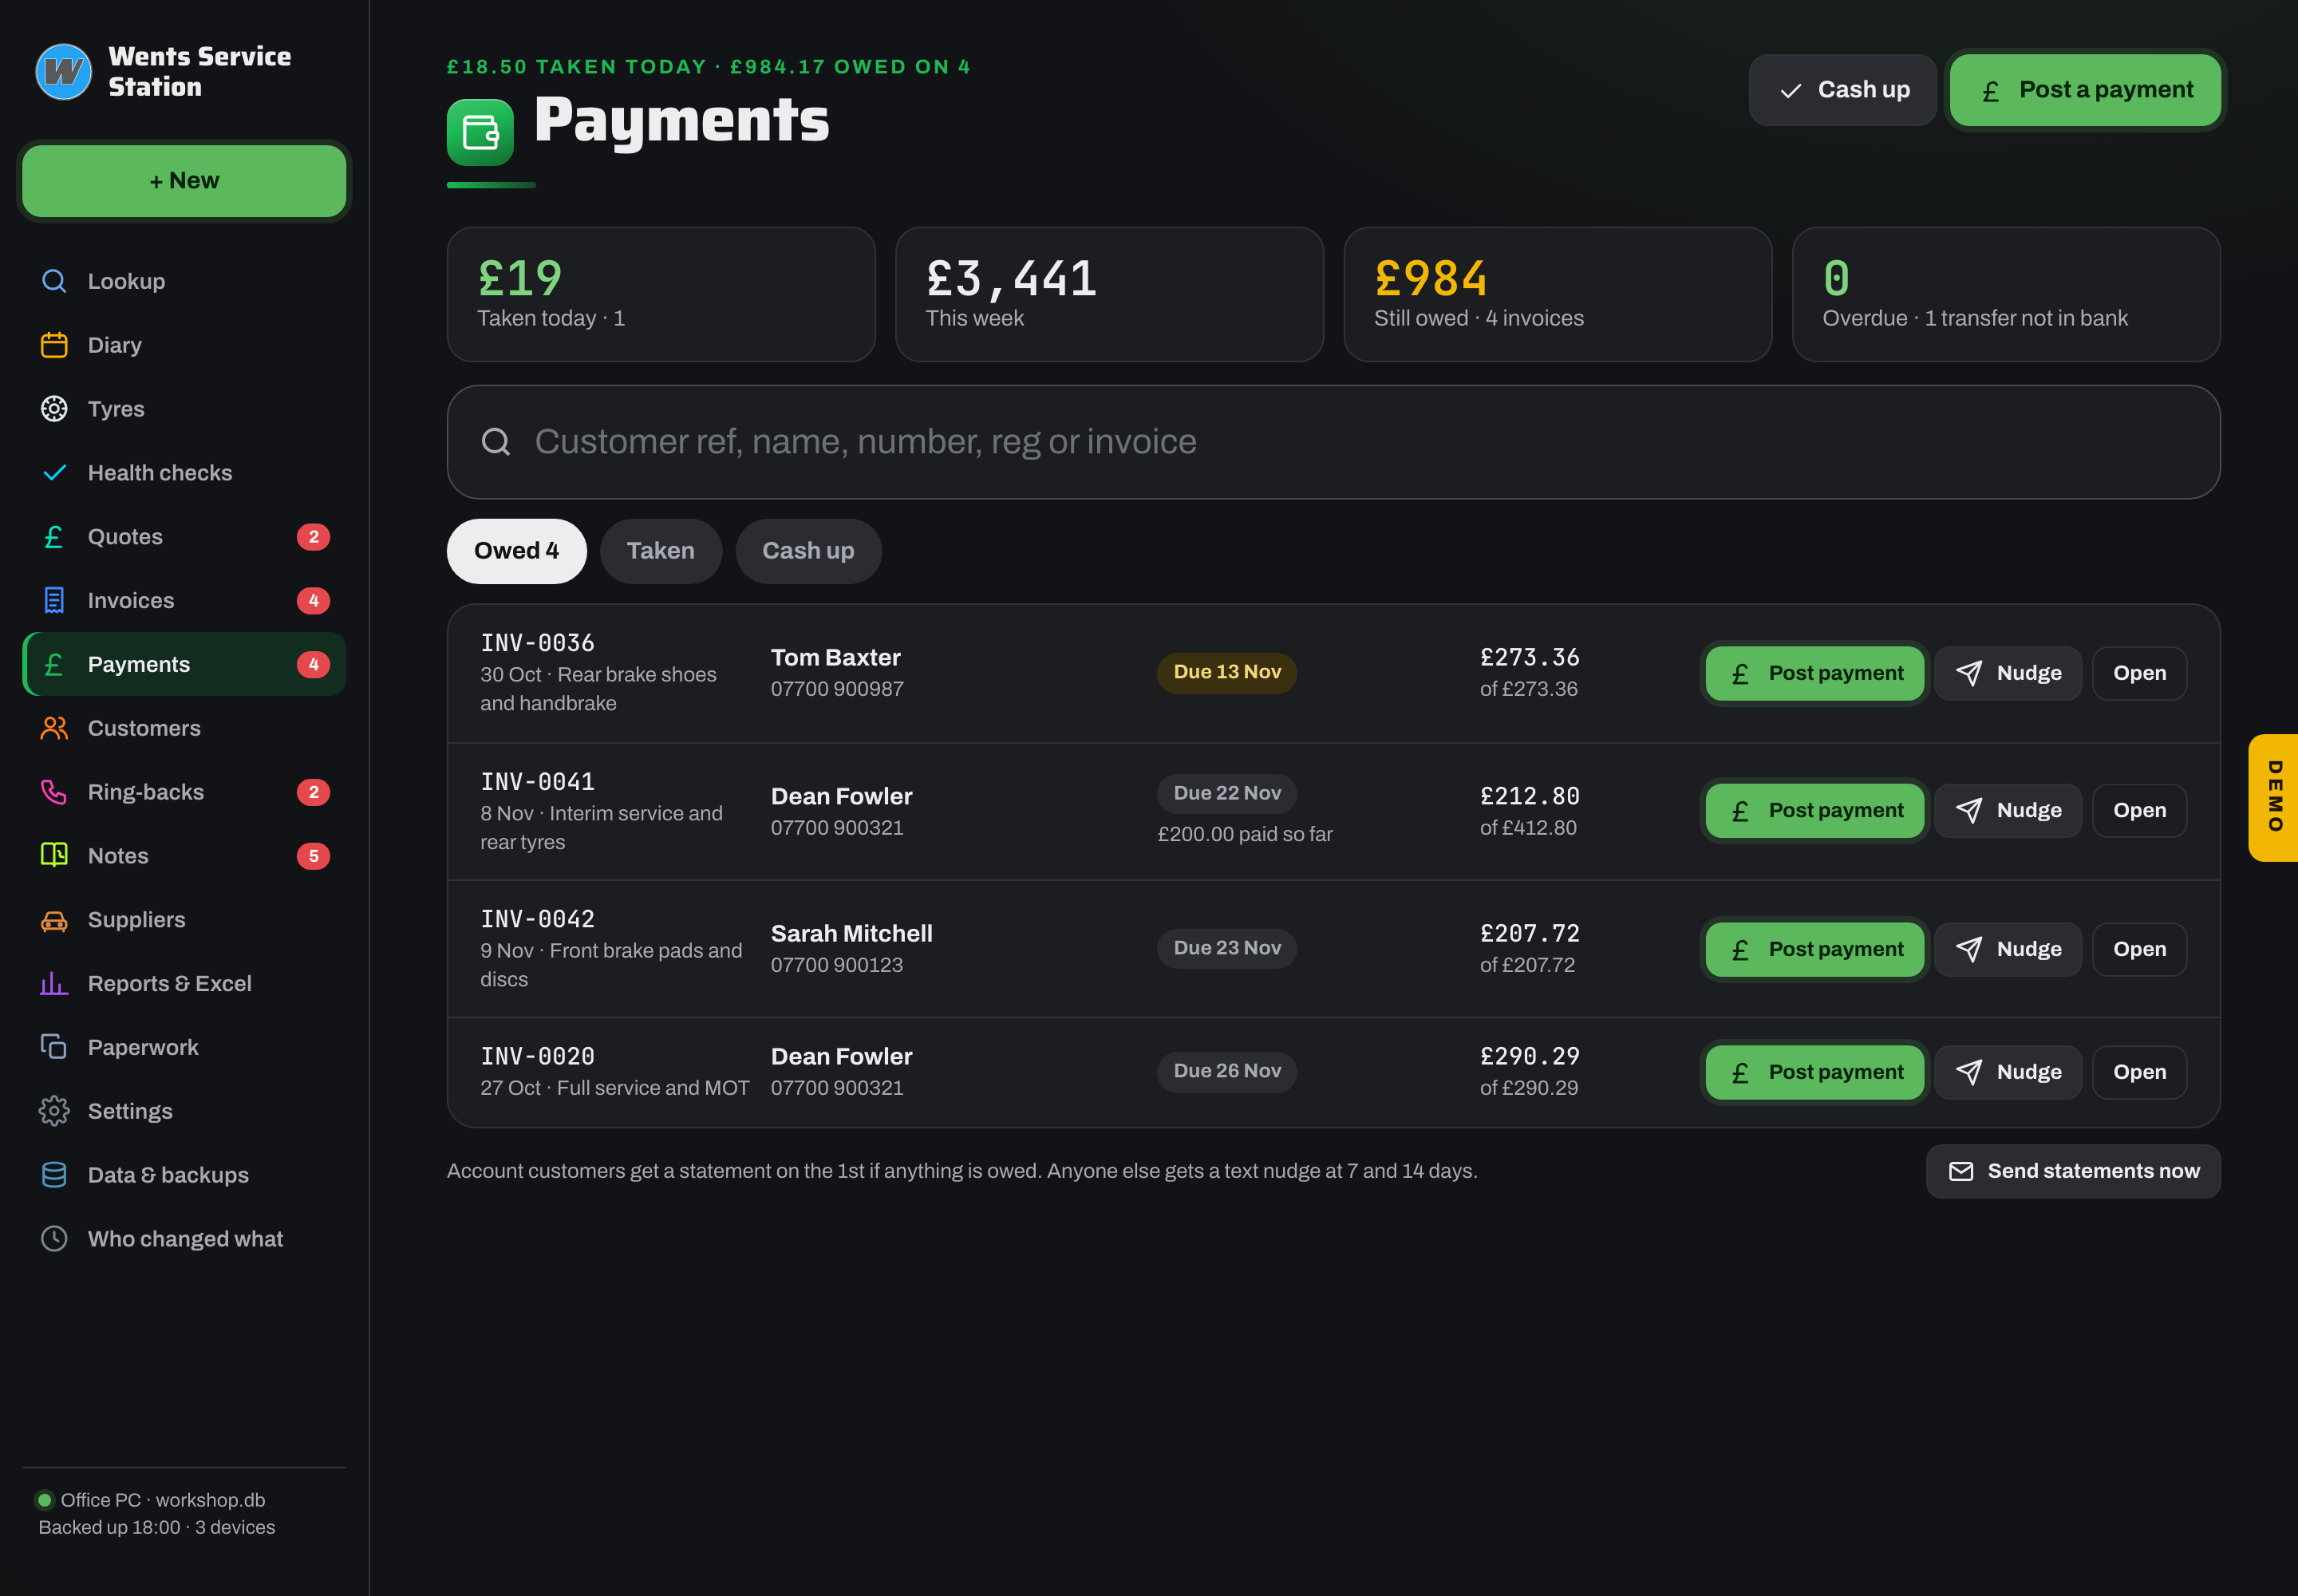 Wents Service
Station
+ New
Lookup
Diary
Tyres
Health checks
Quotes 2
Invoices 4
Payments 4
Customers
Ring-backs 2
Notes 5
Suppliers
Reports & Excel
Paperwork
Settings
Data & backups
Who changed what
Office PC · workshop.db
Backed up 18:00 · 3 devices
£18.50 TAKEN TODAY · £984.17 OWED ON 4
Payments
Cash up
£ Post a payment
£19
Taken today · 1
£3,441
This week
£984
Still owed · 4 invoices
0
Overdue · 1 transfer not in bank
Customer ref, name, number, reg or invoice
Owed 4
Taken
Cash up
INV-0036
30 Oct · Rear brake shoes
and handbrake
Tom Baxter
07700 900987
Due 13 Nov
£273.36
of £273.36
£ Post payment
Nudge
Open
INV-0041
8 Nov · Interim service and
rear tyres
Dean Fowler
07700 900321
Due 22 Nov
£200.00 paid so far
£212.80
of £412.80
£ Post payment
Nudge
Open
INV-0042
9 Nov · Front brake pads and
discs
Sarah Mitchell
07700 900123
Due 23 Nov
£207.72
of £207.72
£ Post payment
Nudge
Open
INV-0020
27 Oct · Full service and MOT
Dean Fowler
07700 900321
Due 26 Nov
£290.29
of £290.29
£ Post payment
Nudge
Open
Account customers get a statement on the 1st if anything is owed. Anyone else gets a text nudge at 7 and 14 days.
Send statements now
DEMO